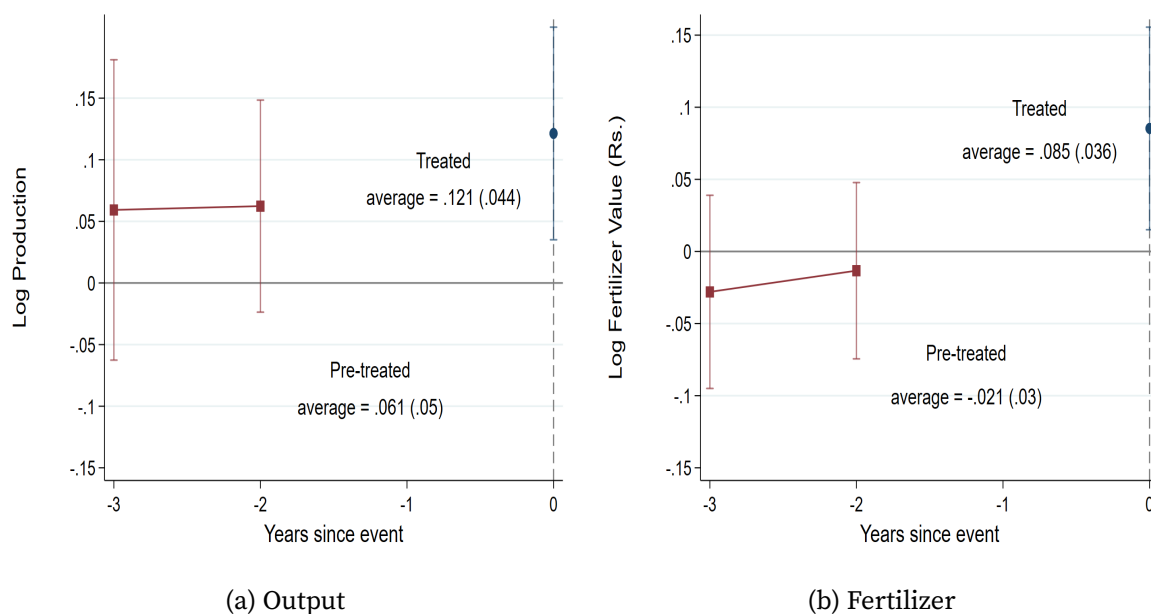 Log Production
.15
.1
.05
0
-.05
-.1
-.15
Treated
average = .121 (.044)
Pre-treated
average = .061 (.05)
-3
-2
-1
0
Years since event
(a) Output
Log Fertilizer Value (Rs.)
.15
.1
.05
0
-.05
-.1
-.15
Treated
average = .085 (.036)
Pre-treated
average = -.021 (.03)
-3
-2
-1
0
Years since event
(b) Fertilizer